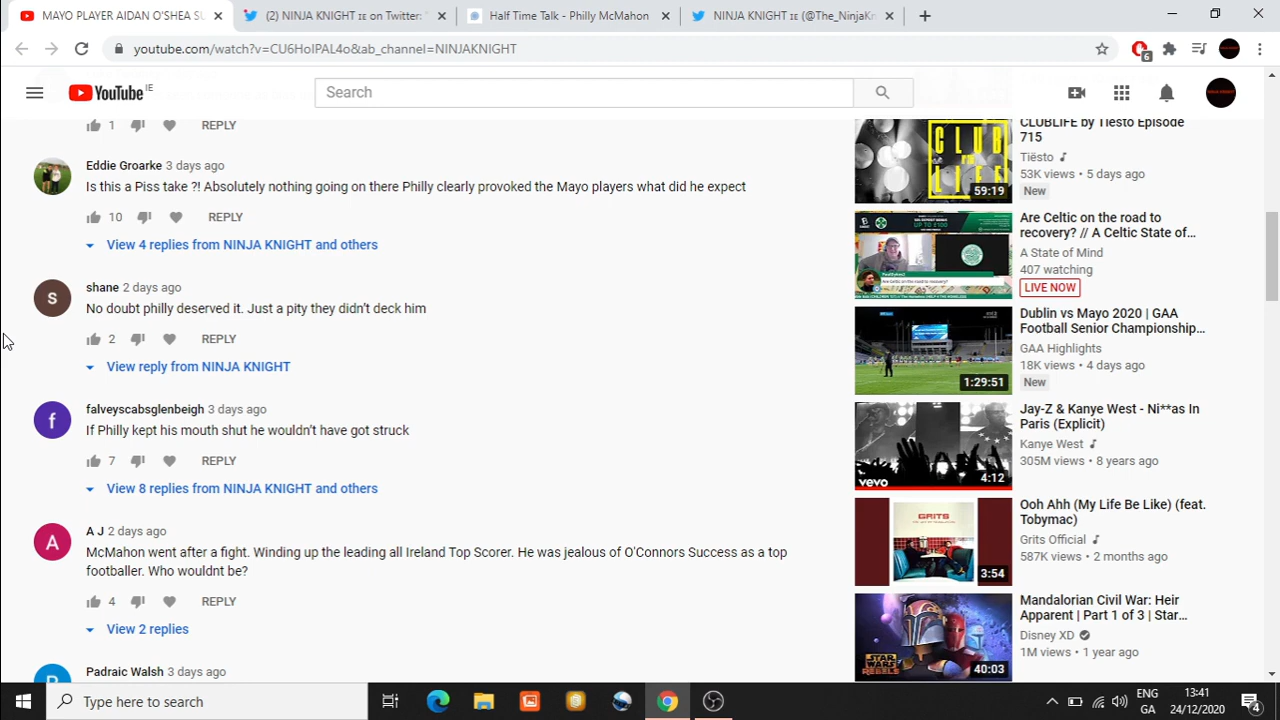 MAYO PLAYER AIDAN O'SHEA SU
(2) NINJA KNIGHT ɪᴇ on Twitter: "
Half Time Talk - Philly McMahon
NINJA KNIGHT ɪᴇ (@The_NinjaKn
youtube.com/watch?v=CU6HoIPAL4o&ab_channel=NINJAKNIGHT
6
YouTube IE
Search
1
REPLY
Eddie Groarke 3 days ago
Is this a Piss take ?! Absolutely nothing going on there Philly clearly provoked the Mayo players what did he expect
10
REPLY
View 4 replies from NINJA KNIGHT and others
s
shane 2 days ago
No doubt philly deserved it. Just a pity they didn't deck him
2
REPLY
View reply from NINJA KNIGHT
f
falveyscabsglenbeigh 3 days ago
If Philly kept his mouth shut he wouldn't have got struck
7
REPLY
View 8 replies from NINJA KNIGHT and others
A
A J 2 days ago
McMahon went after a reac. Winding up the leading all Ireland Top Scorer. He was jealous of O'Connors Success as a top
footballer. Who wouldnt be?
4
REPLY
View 2 replies
Padraic Walsh 3 days ago
CLUB
LIFE
59:19
CLUBLIFE by Tiësto Episode
715
Tiësto
53K views • 5 days ago
New
Are Celtic on the road to
recovery? // A Celtic State of...
A State of Mind
407 watching
LIVE NOW
1:29:51
Dublin vs Mayo 2020 | GAA
Football Senior Championship...
GAA Highlights
18K views • 4 days ago
New
vevo
4:12
Jay-Z & Kanye West - Ni**as In
Paris (Explicit)
Kanye West
305M views • 8 years ago
GRITS
3:54
Ooh Ahh (My Life Be Like) (feat.
Tobymac)
Grits Official
587K views • 2 months ago
STAR
WARS
REBELS
40:03
Mandalorian Civil War: Heir
Apparent | Part 1 of 3 | Star...
Disney XD
1M views • 1 year ago
Type here to search
ENG
GA
13:41
24/12/2020
4